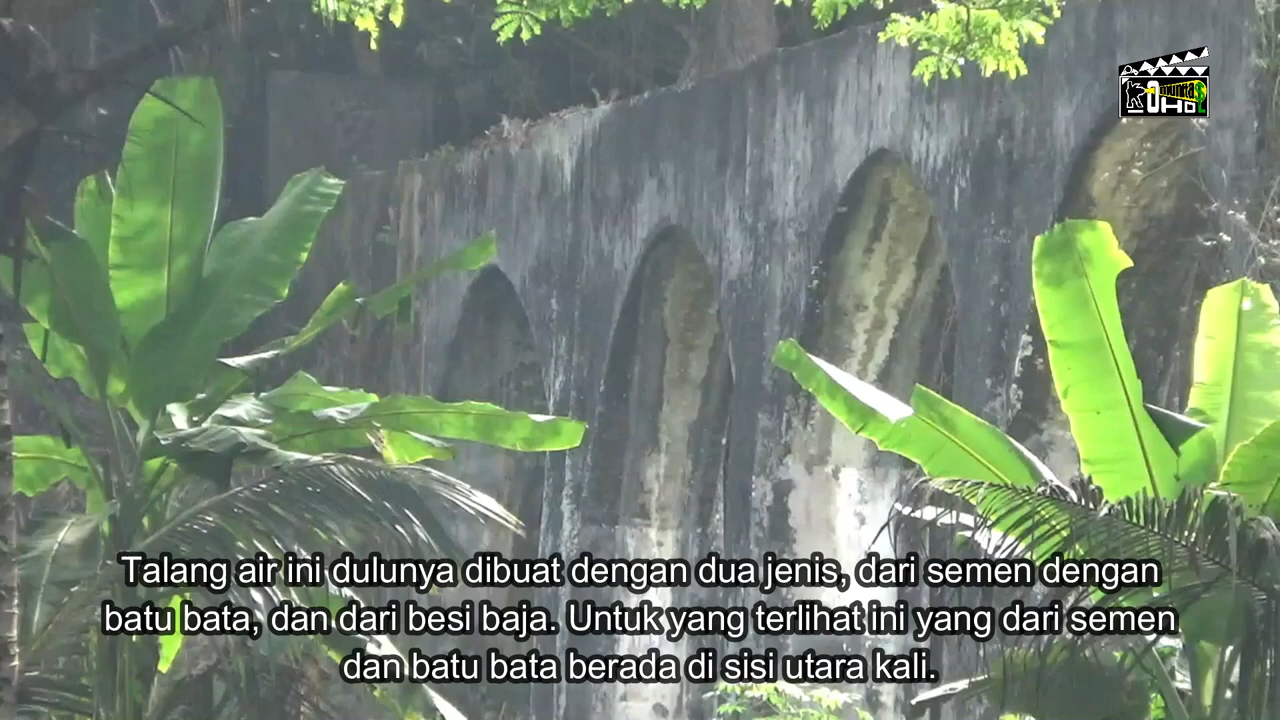 Talang air ini dulunya dibuat dengan dua jenis, dari semen dengan
batu bata, dan dari besi baja. Untuk yang terlihat ini yang dari semen
dan batu bata berada di sisi utara kali.